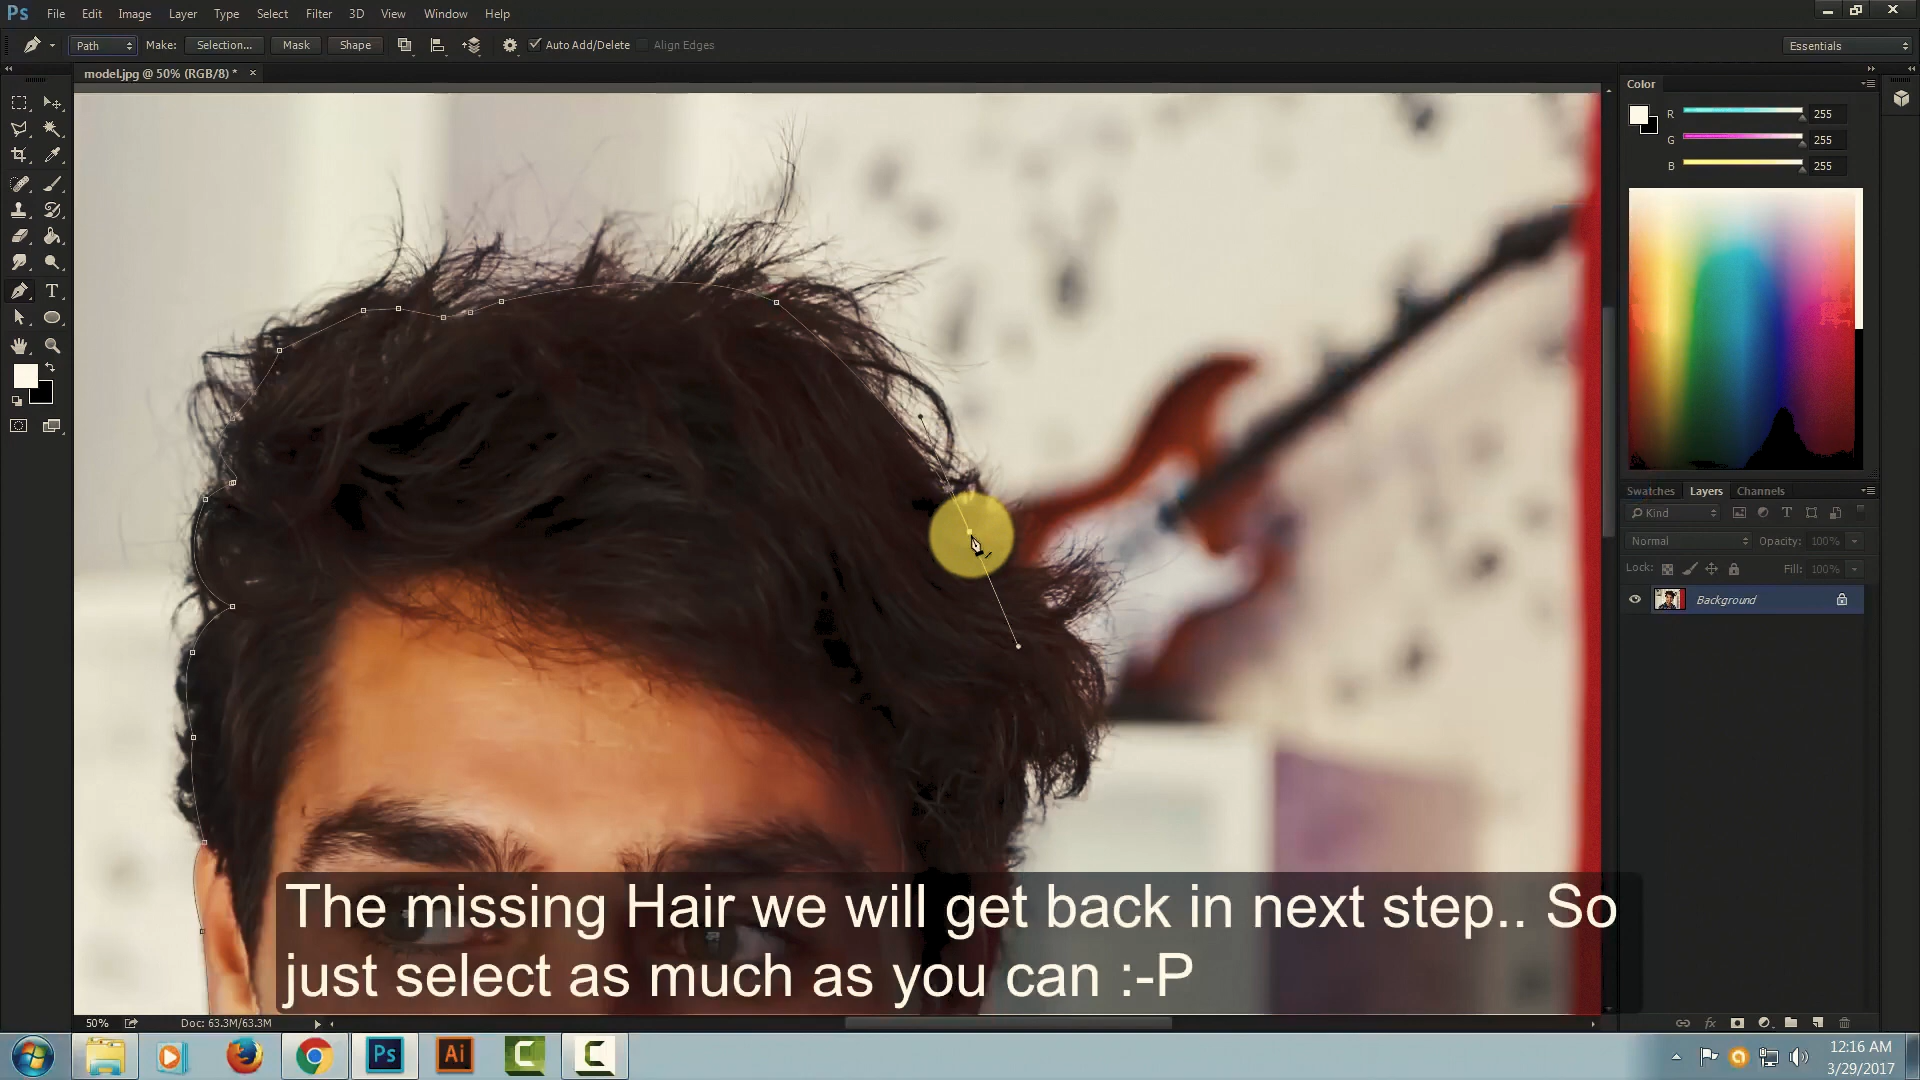 Ps File Edit Image Layer Type Select Filter 3D View Window Help
Path Make: Selection... Mask Shape Auto Add/Delete Align Edges Essentials
model.jpg @ 50% (RGB/8) * ×
Color
R 255
G 255
B 255
Swatches Layers Channels
Kind
Normal Opacity: 100%
Lock: Fill: 100%
Background
The missing Hair we will get back in next step.. So
just select as much as you can :-P
50% Doc: 63.3M/63.3M
Ps Ai C C
12:16 AM
3/29/2017